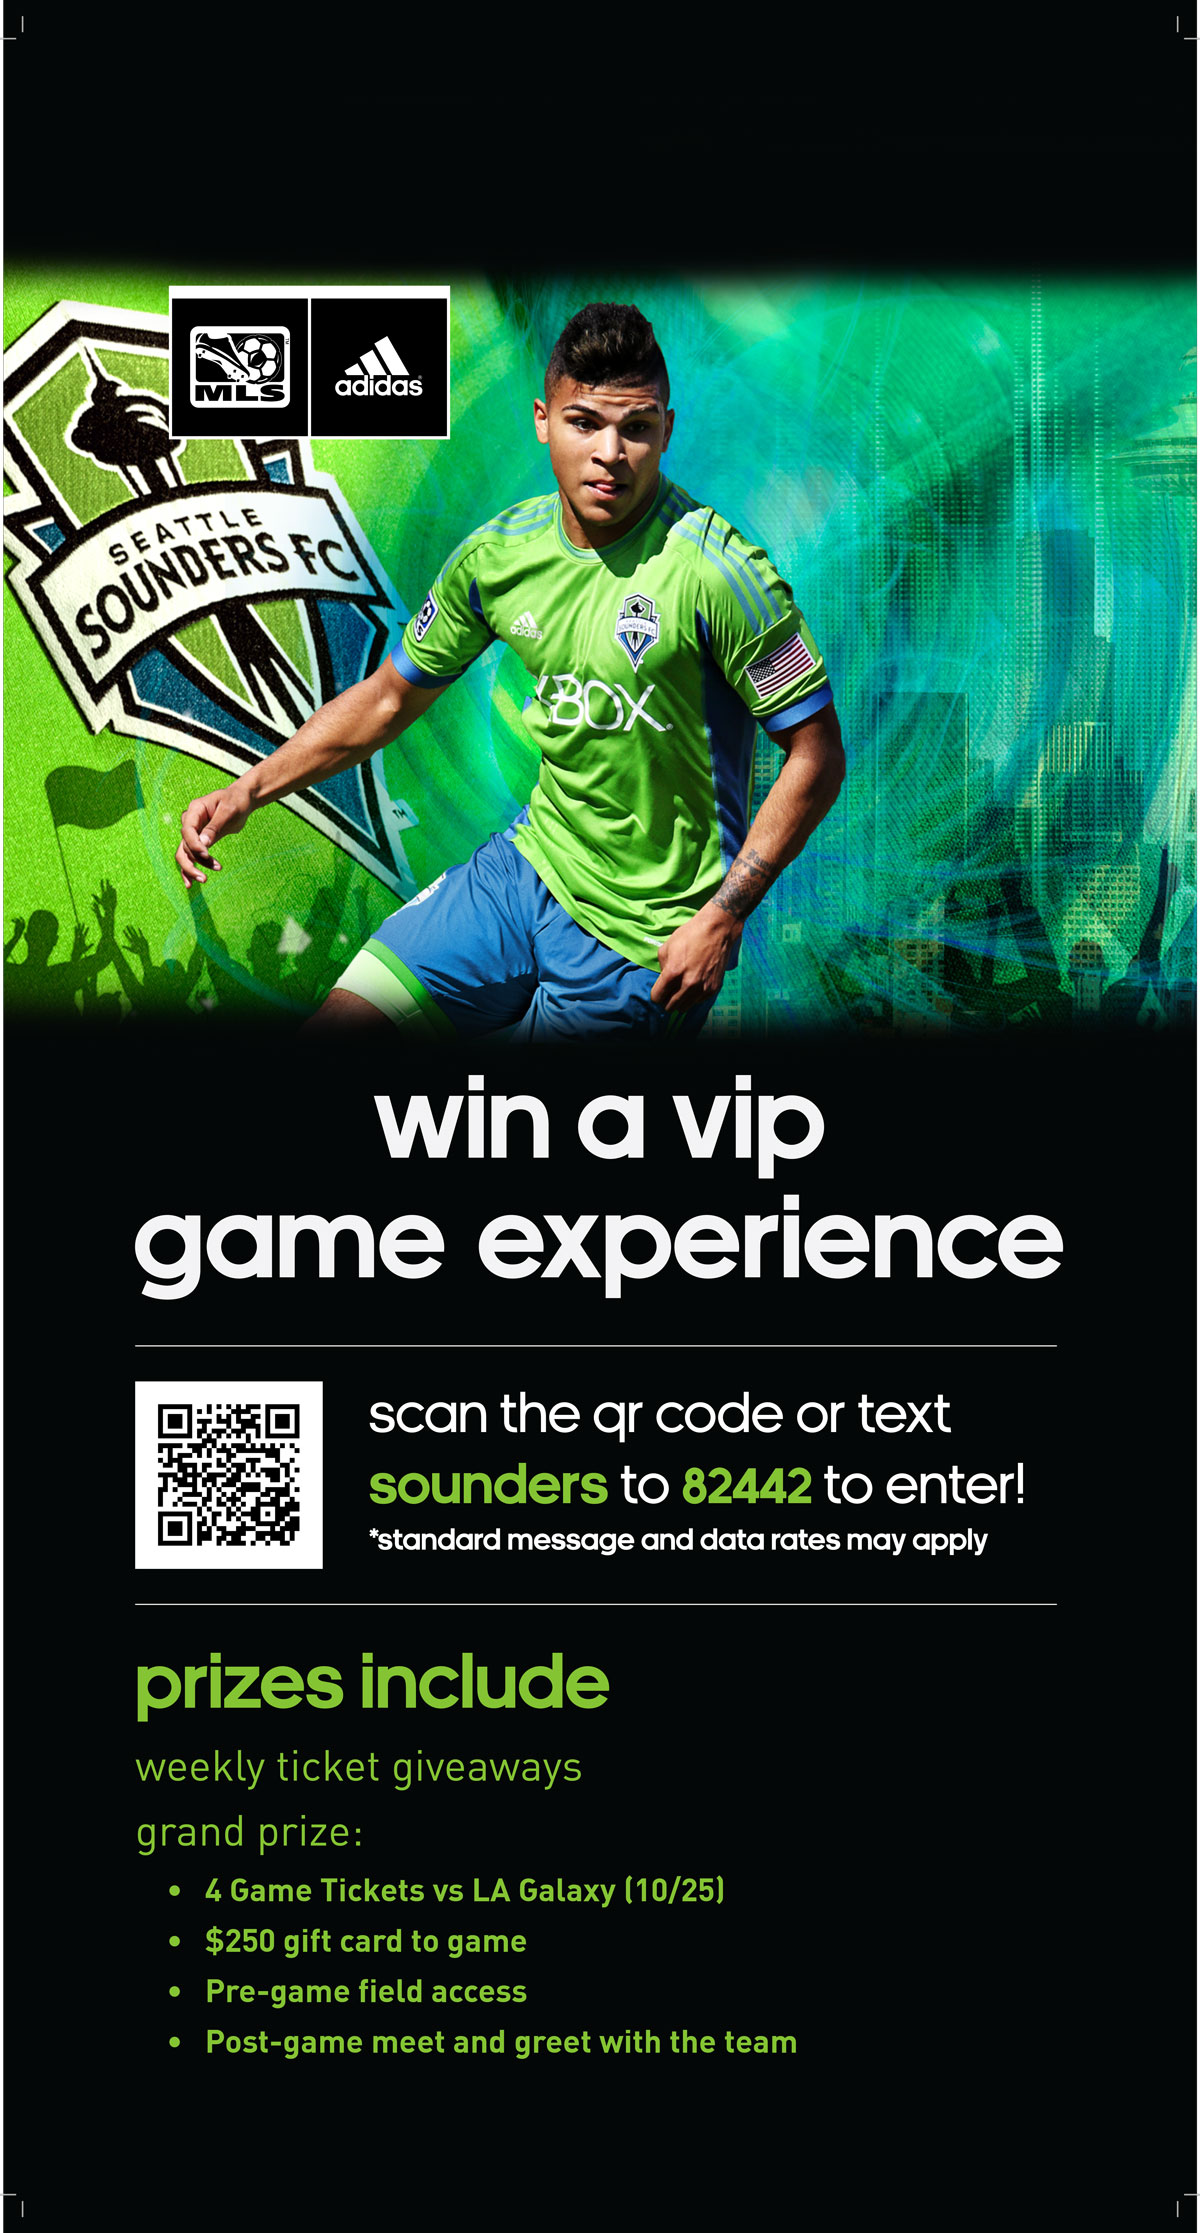 MLS
adidas
SEATTLE
SOUNDERS FC
TM
adidas
SOUNDERS FC
XBOX
win a vip
game experience
scan the qr code or text
sounders to 82442 to enter!
*standard message and data rates may apply
prizes include
weekly ticket giveaways
grand prize:
• 4 Game Tickets vs LA Galaxy (10/25)
• $250 gift card to game
• Pre-game field access
• Post-game meet and greet with the team